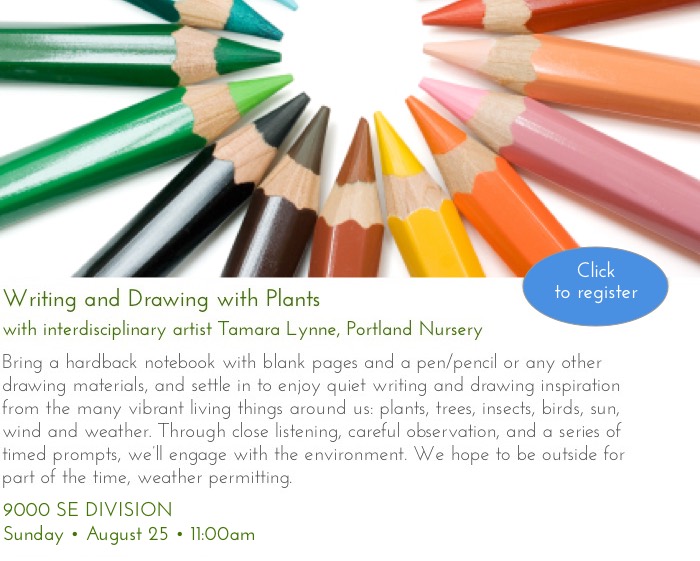 Click
to register
Writing and Drawing with Plants
with interdisciplinary artist Tamara Lynne, Portland Nursery
Bring a hardback notebook with blank pages and a pen/pencil or any other
drawing materials, and settle in to enjoy quiet writing and drawing inspiration
from the many vibrant living things around us: plants, trees, insects, birds, sun,
wind and weather. Through close listening, careful observation, and a series of
timed prompts, we'll engage with the environment. We hope to be outside for
part of the time, weather permitting.
9000 SE DIVISION
Sunday • August 25 • 11:00am